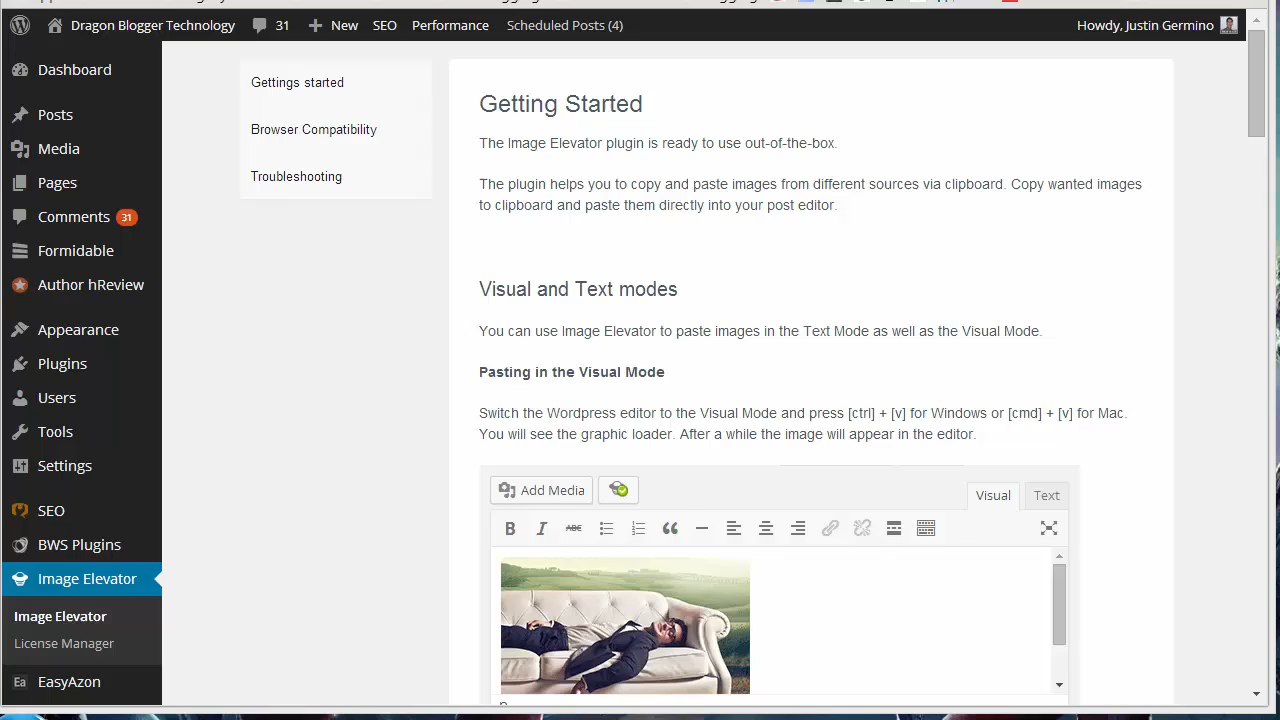 Dragon Blogger Technology
31
New
SEO
Performance
Scheduled Posts (4)
Howdy, Justin Germino
Dashboard
Posts
Media
Pages
Comments 31
Formidable
Author hReview
Appearance
Plugins
Users
Tools
Settings
SEO
BWS Plugins
Image Elevator
Image Elevator
License Manager
Ea EasyAzon
Gettings started
Browser Compatibility
Troubleshooting
Getting Started
The Image Elevator plugin is ready to use out-of-the-box.
The plugin helps you to copy and paste images from different sources via clipboard. Copy wanted images
to clipboard and paste them directly into your post editor.
Visual and Text modes
You can use Image Elevator to paste images in the Text Mode as well as the Visual Mode.
Pasting in the Visual Mode
Switch the Wordpress editor to the Visual Mode and press [ctrl] + [v] for Windows or [cmd] + [v] for Mac.
You will see the graphic loader. After a while the image will appear in the editor.
Add Media
Visual
Text
B I ABC